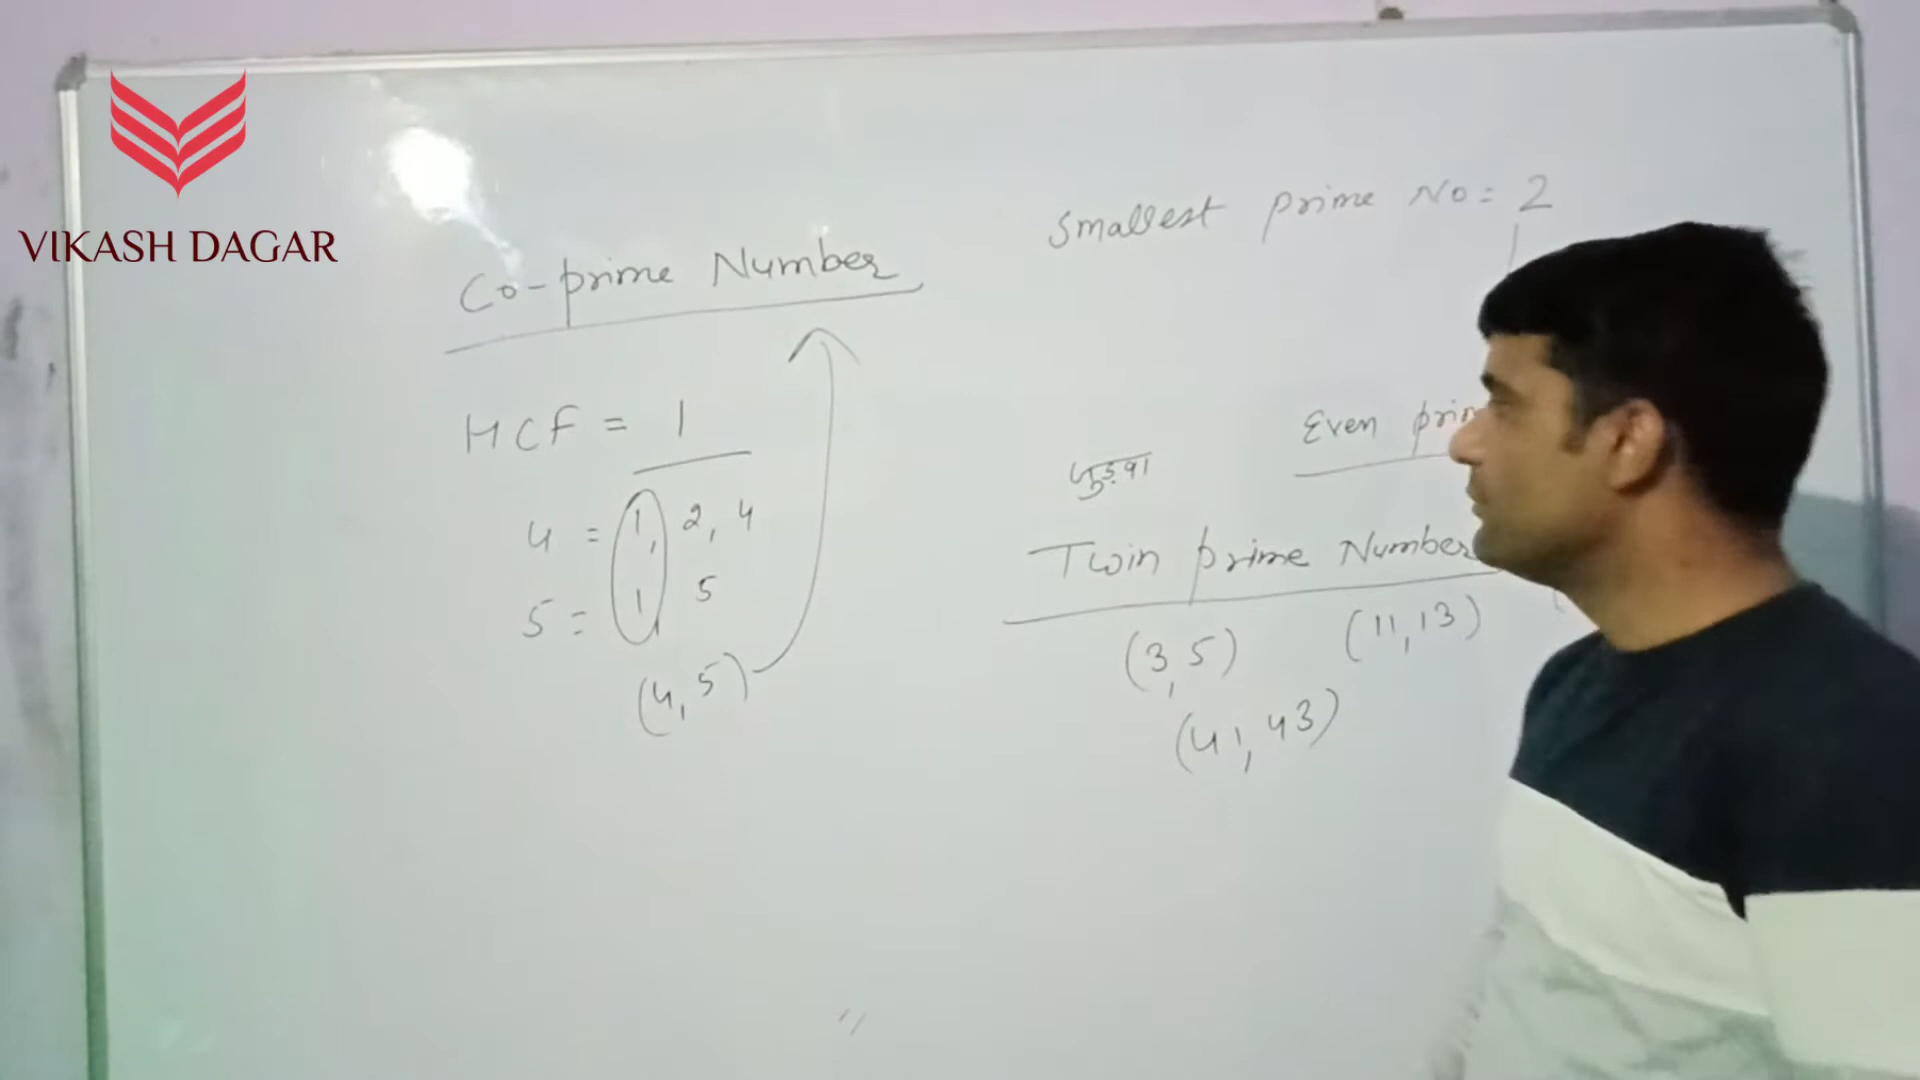 VIKASH DAGAR
Co-prime Number
HCF = 1
4 = 1, 2, 4
5 = 1, 5
(4, 5)
Smallest prime No = 2
Even
जुड़वा
Twin prime Number
(3, 5) (11, 13)
(41, 43)